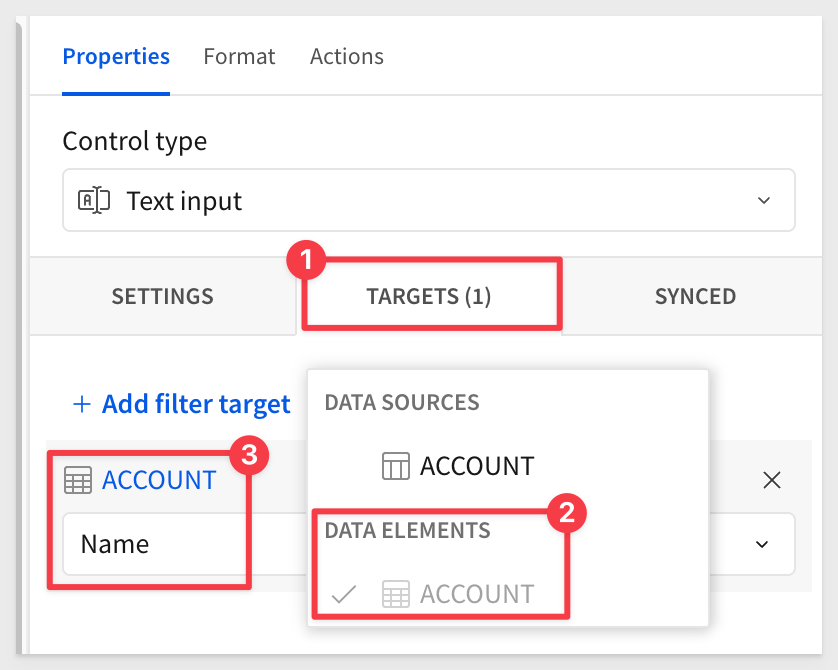 Properties Format Actions
Control type
Text input
1
SETTINGS TARGETS (1) SYNCED
+ Add filter target
DATA SOURCES
ACCOUNT
3
ACCOUNT
Name
2
DATA ELEMENTS
ACCOUNT